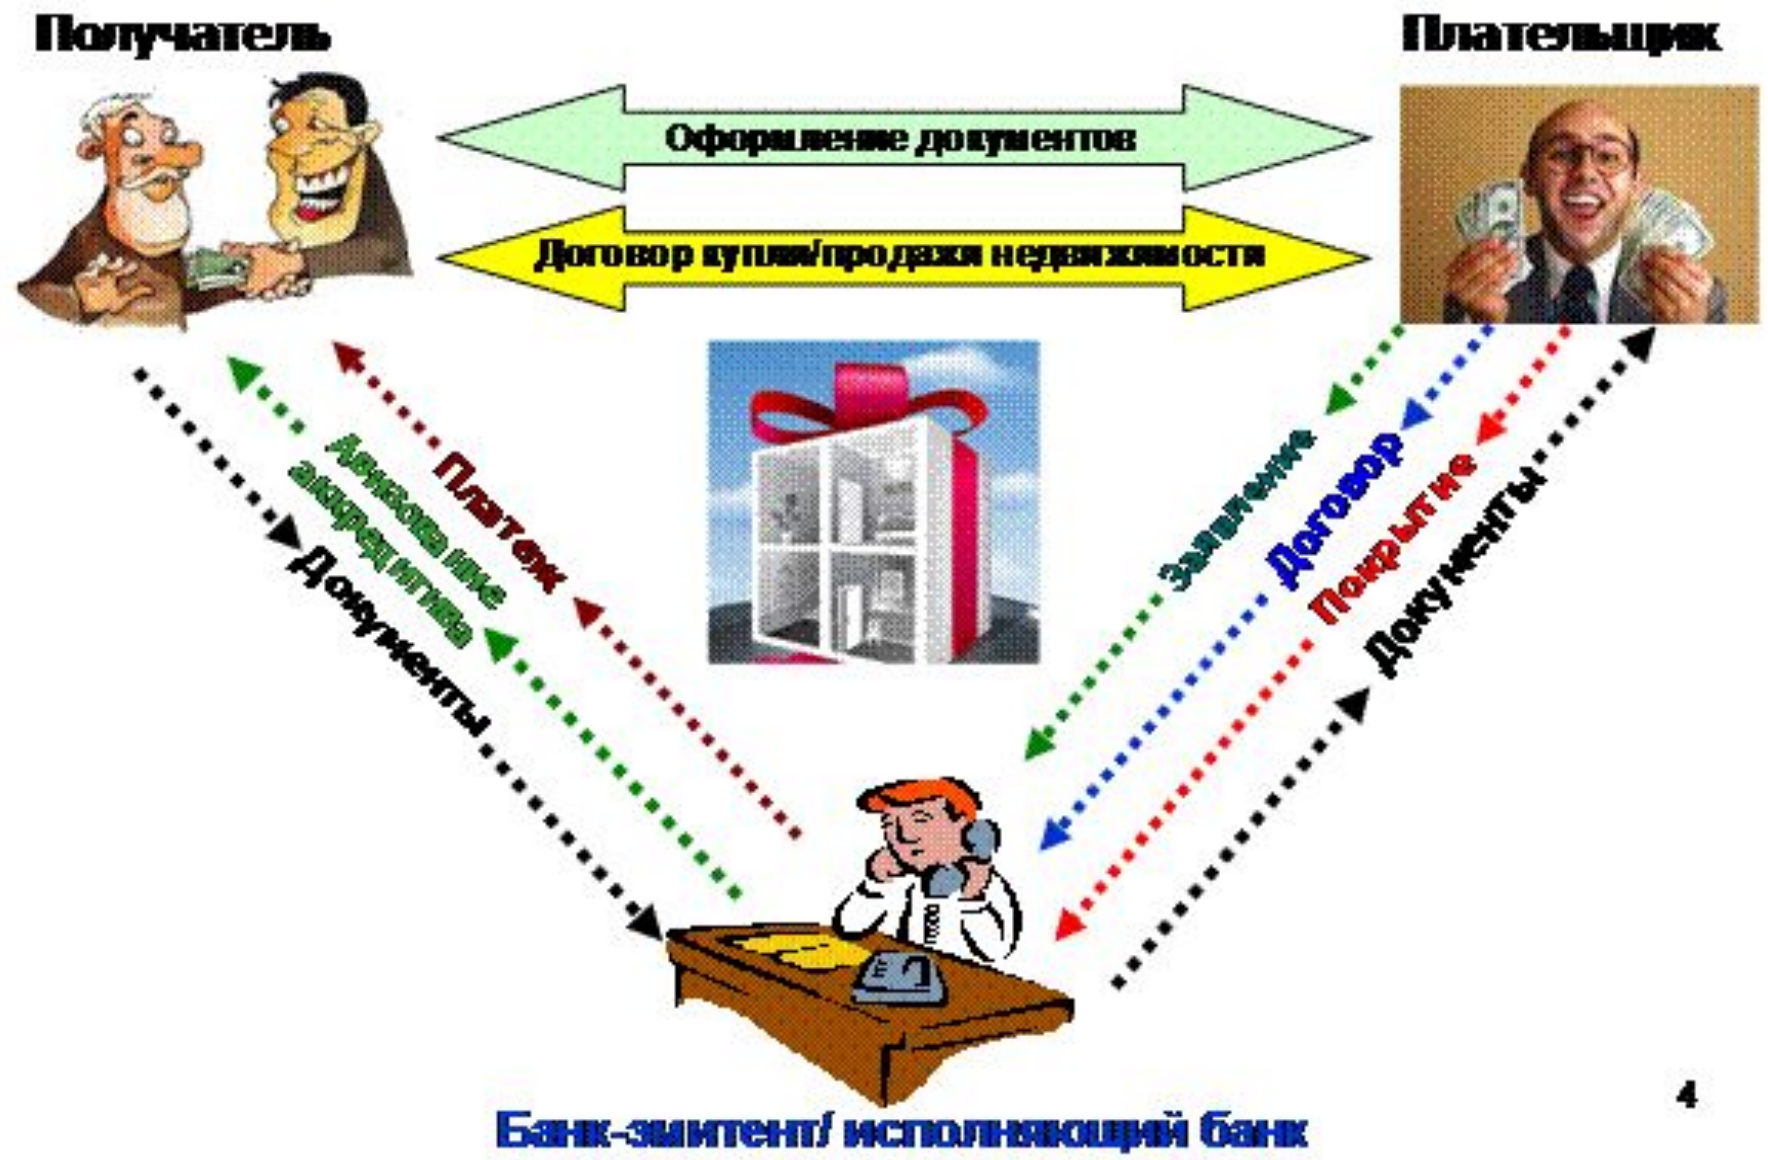 Получатель
Плательщик
Оформление документов
Договор купли/продажи недвижимости
Документы
Авизование
аккредитива
Платеж
Заявление
Договор
Покрытие
Документы
Банк-эмитент/ исполняющий банк
4